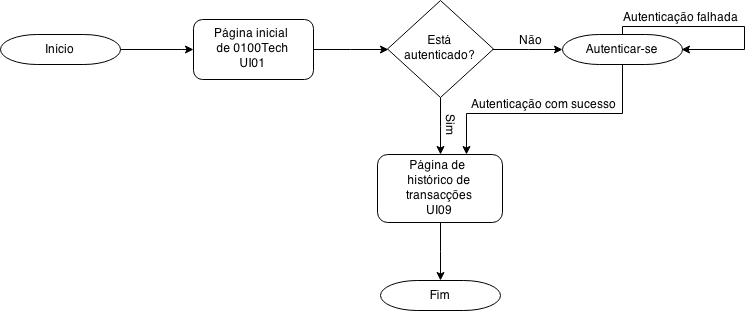 Inicio
Página inicial
de 0100Tech
UI01
Está
autenticado?
Não
Autenticação falhada
Autenticar-se
Autenticação com sucesso
Sim
Página de
histórico de
transacções
UI09
Fim